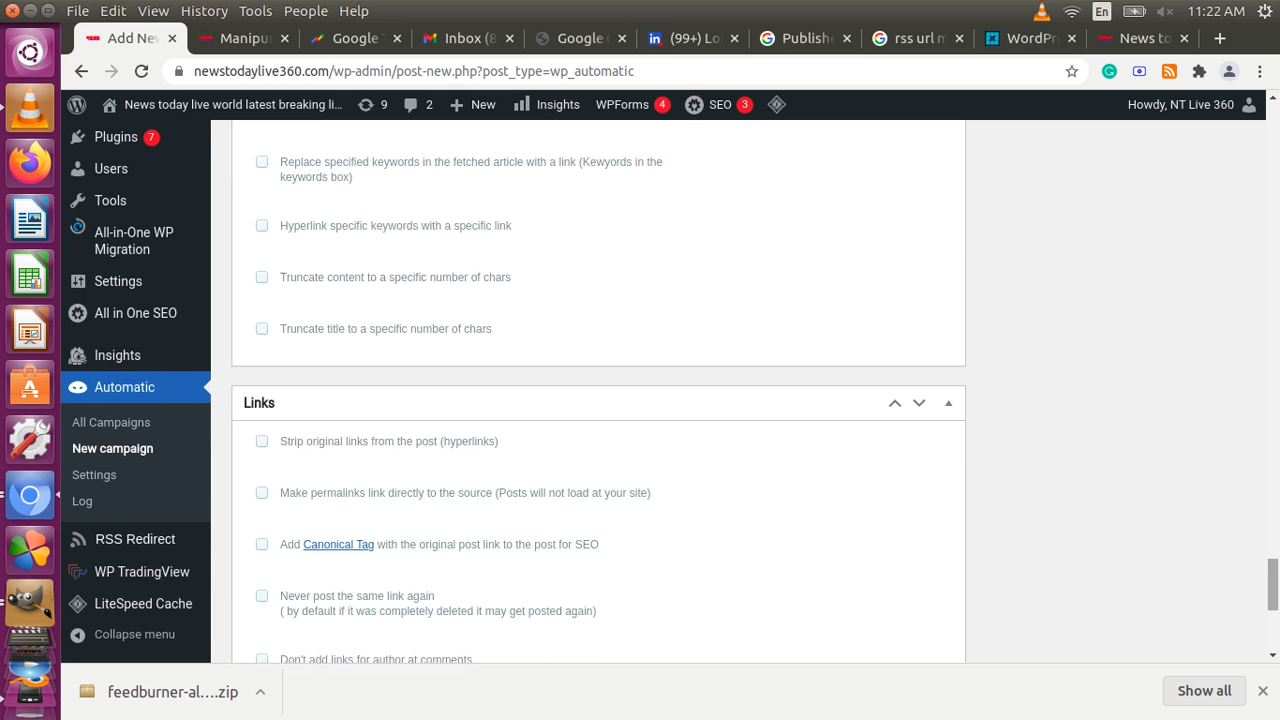 File Edit View History Tools People Help
En 11:22 AM
Add New
Manipu
Google T
Inbox (8
Google
(99+) Lo
Publishe
rss url m
WordPr
News to
newstodaylive360.com/wp-admin/post-new.php?post_type=wp_automatic
News today live world latest breaking li... 9 2 New Insights WPForms 4 SEO 3 Howdy, NT Live 360
Plugins 7
Users
Tools
All-in-One WP
Migration
Settings
All in One SEO
Insights
Automatic
All Campaigns
New campaign
Settings
Log
RSS Redirect
WP TradingView
LiteSpeed Cache
Collapse menu
Replace specified keywords in the fetched article with a link (Kewyords in the
keywords box)
Hyperlink specific keywords with a specific link
Truncate content to a specific number of chars
Truncate title to a specific number of chars
Links
Strip original links from the post (hyperlinks)
Make permalinks link directly to the source (Posts will not load at your site)
Add Canonical Tag with the original post link to the post for SEO
Never post the same link again
( by default if it was completely deleted it may get posted again)
Don't add links for author at comments
feedburner-al....zip
Show all